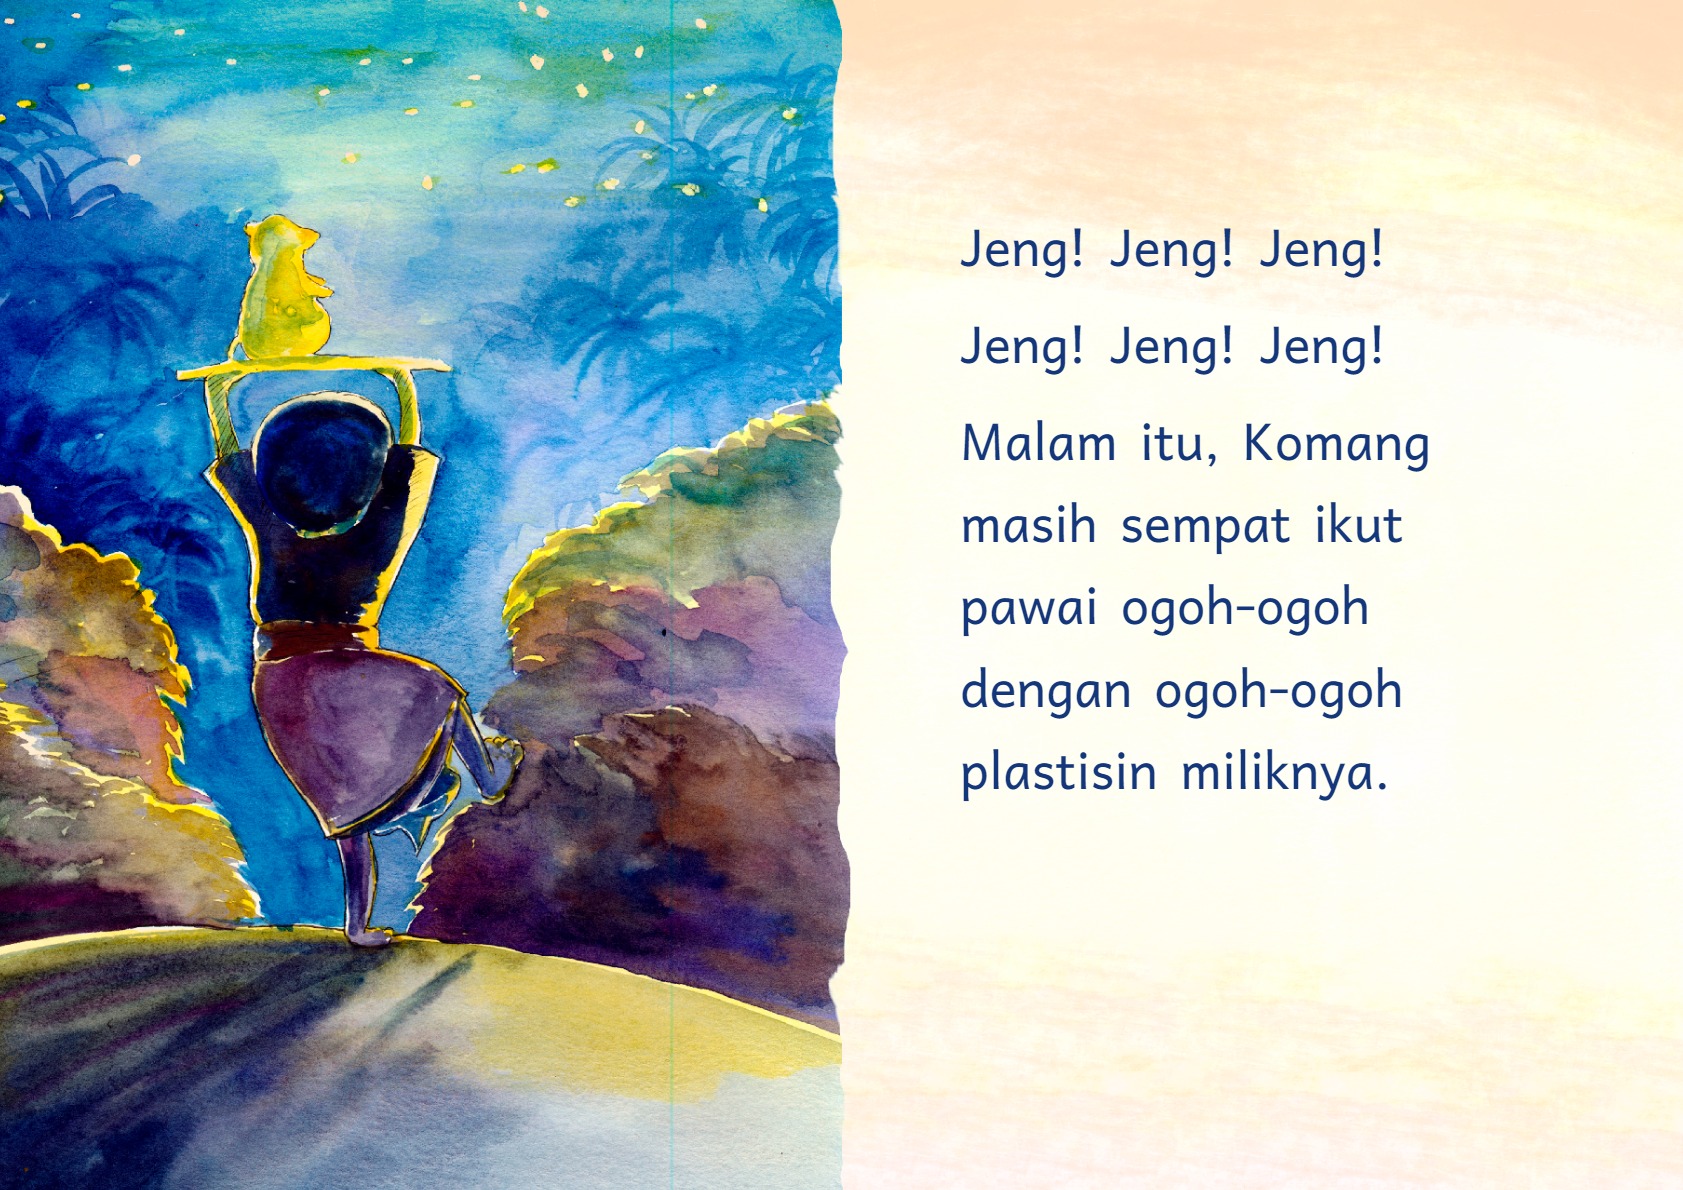 Jeng! Jeng! Jeng!
Jeng! Jeng! Jeng!
Malam itu, Komang
masih sempat ikut
pawai ogoh-ogoh
dengan ogoh-ogoh
plastisin miliknya.